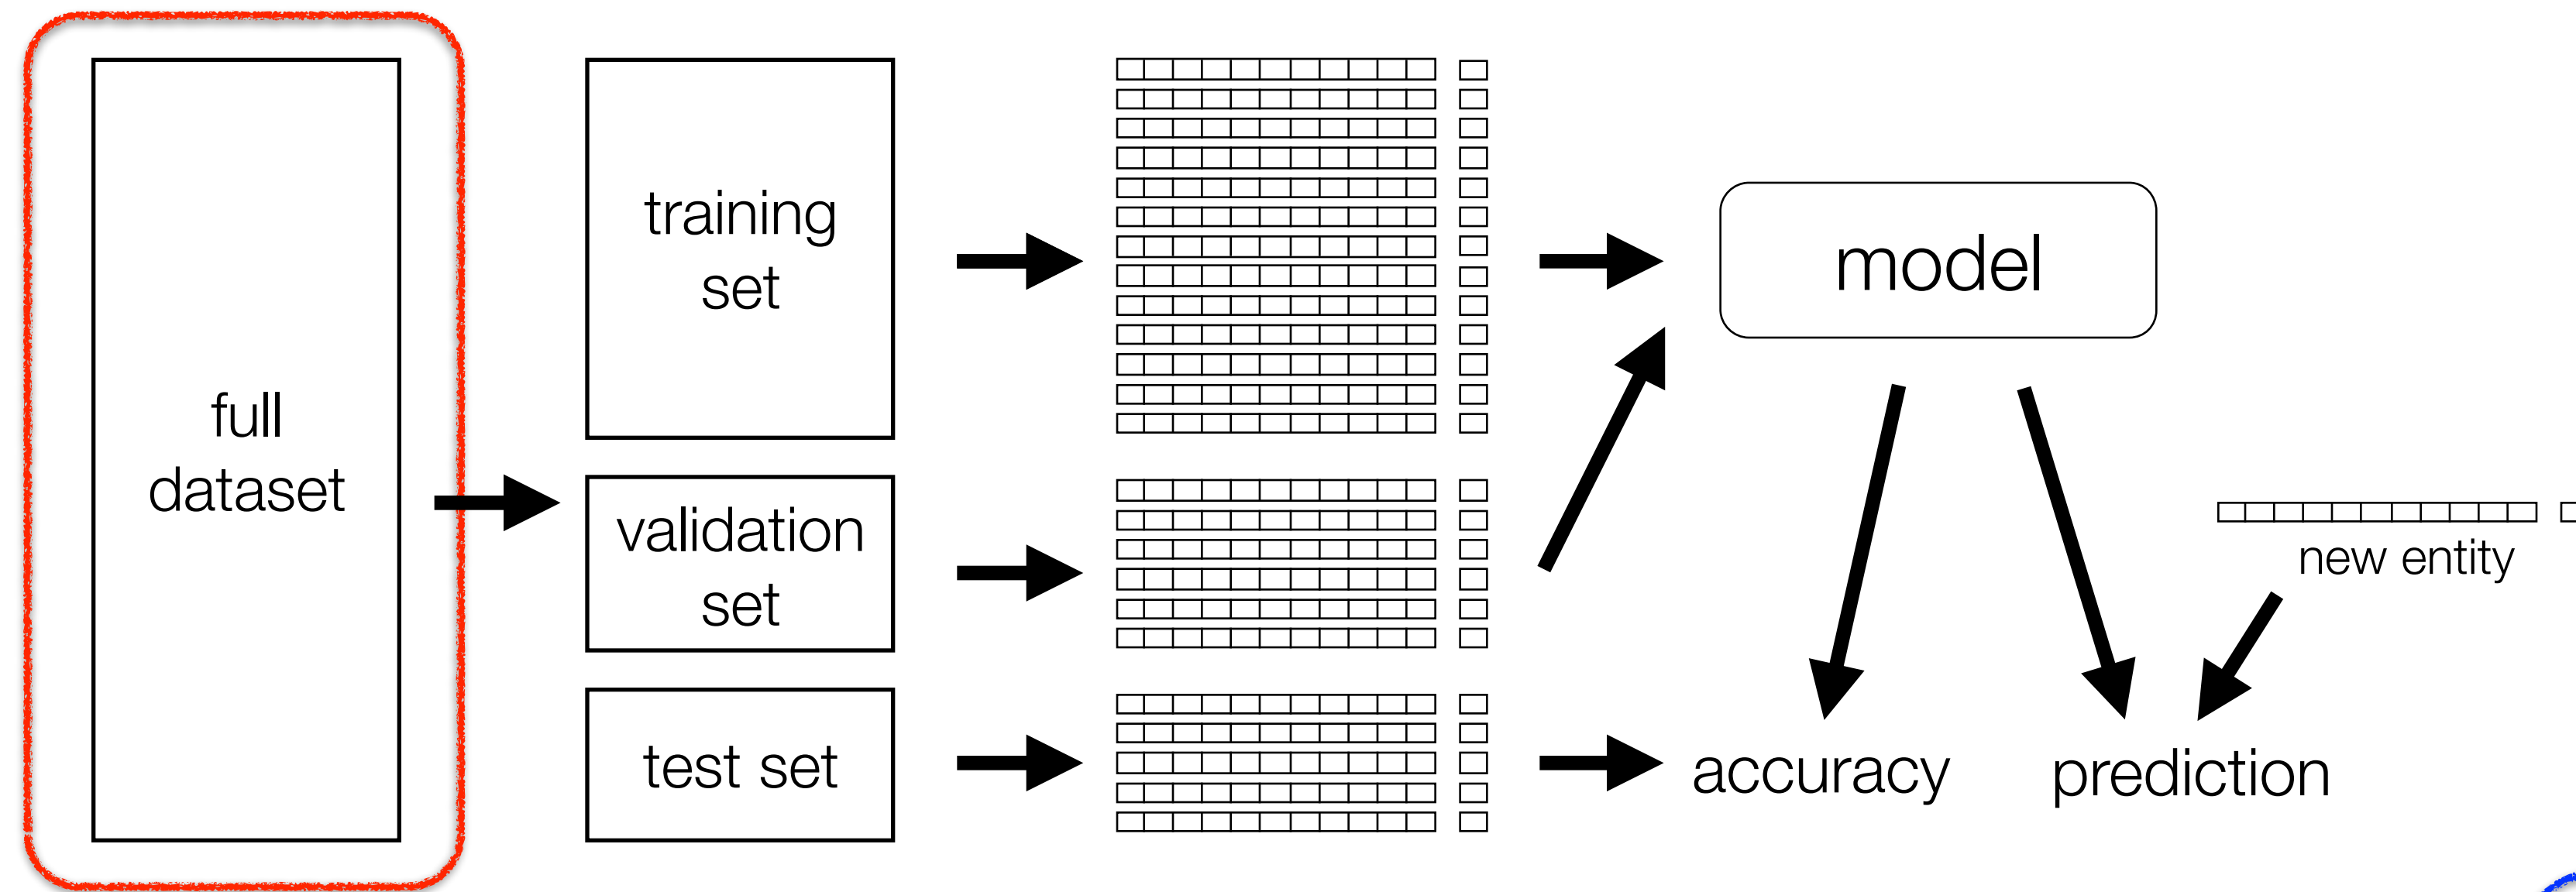 full
dataset
training
set
validation
set
test set
model
accuracy
prediction
new entity